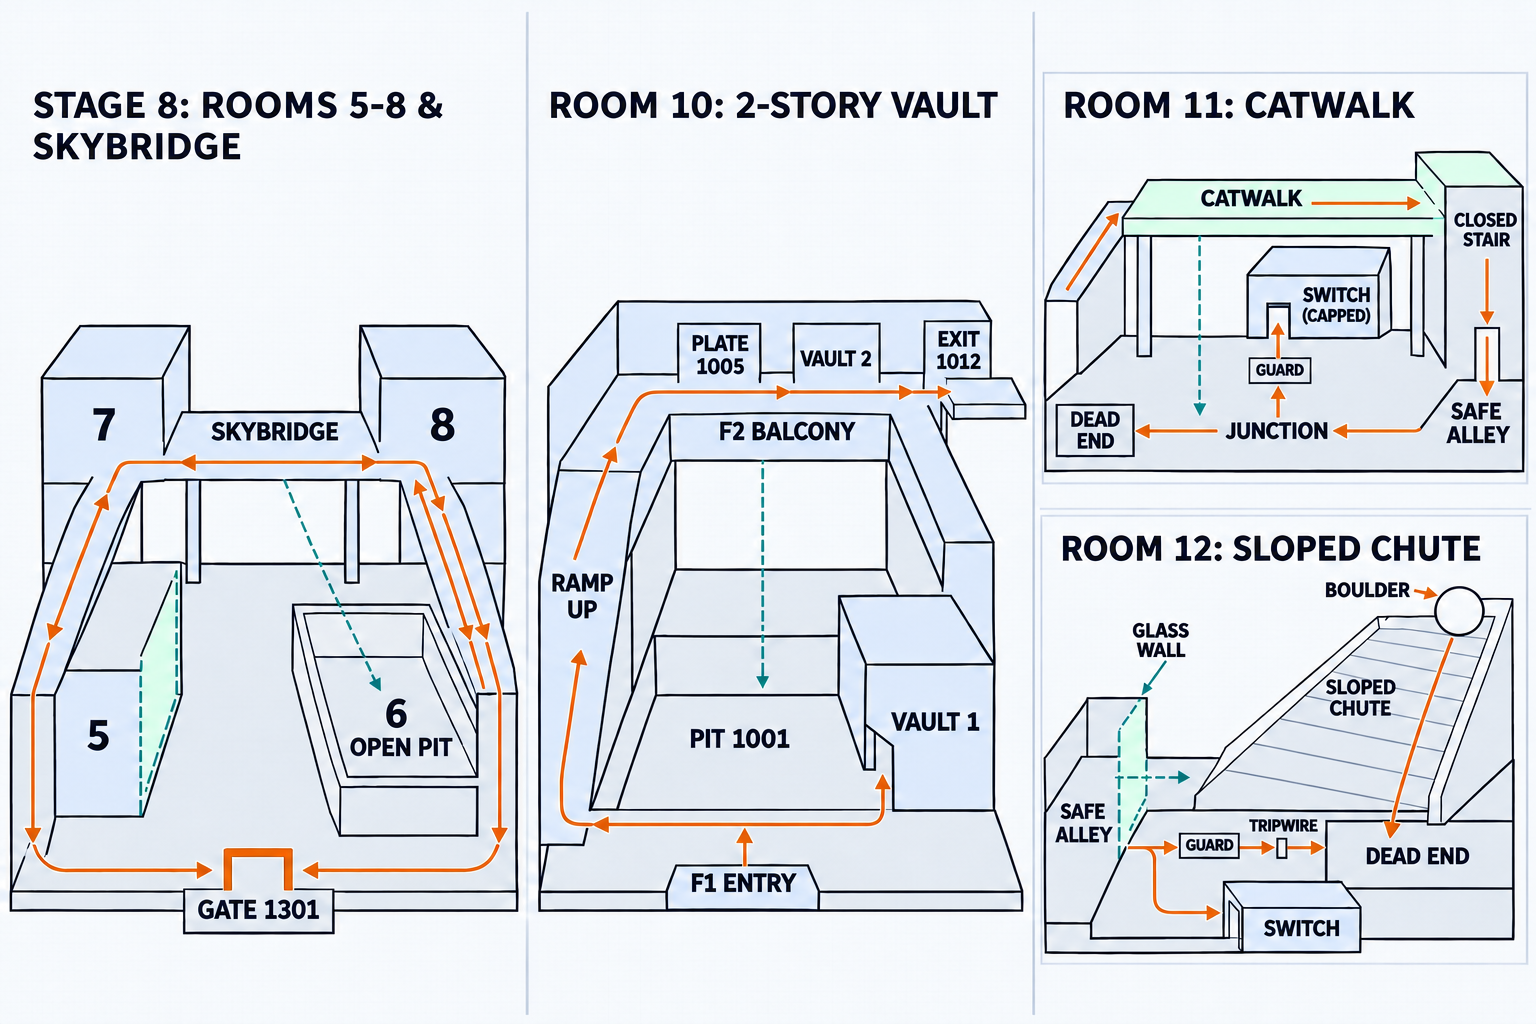 STAGE 8: ROOMS 5-8 &
SKYBRIDGE
7
SKYBRIDGE
8
5
6
OPEN PIT
GATE 1301
ROOM 10: 2-STORY VAULT
PLATE
1005
VAULT 2
EXIT
1012
F2 BALCONY
RAMP
UP
PIT 1001
VAULT 1
F1 ENTRY
ROOM 11: CATWALK
CATWALK
CLOSED
STAIR
SWITCH
(CAPPED)
GUARD
DEAD
END
JUNCTION
SAFE
ALLEY
ROOM 12: SLOPED CHUTE
BOULDER
GLASS
WALL
SLOPED
CHUTE
SAFE
ALLEY
TRIPWIRE
GUARD
DEAD END
SWITCH